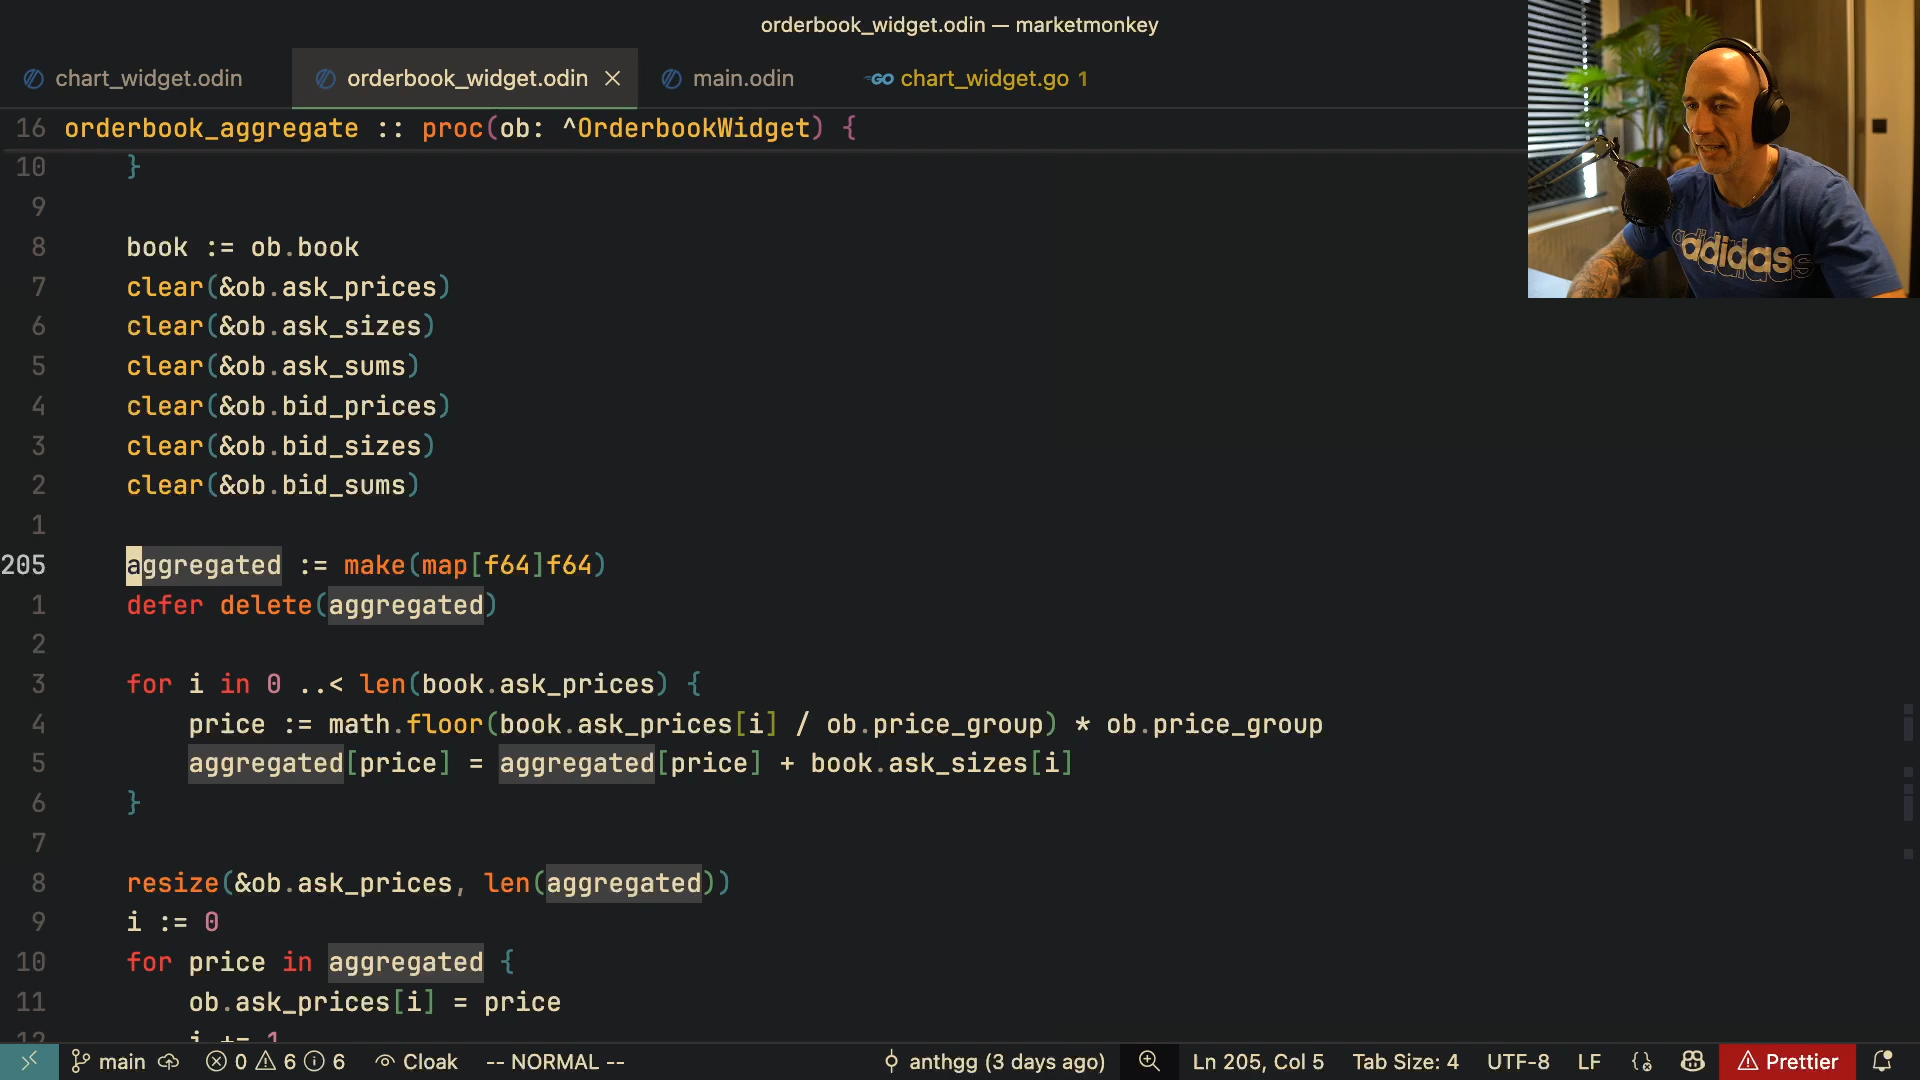 orderbook_widget.odin — marketmonkey
chart_widget.odin
orderbook_widget.odin
main.odin
GO chart_widget.go 1
16 orderbook_aggregate :: proc(ob: ^OrderbookWidget) {
10 }
9
8 book := ob.book
7 clear(&ob.ask_prices)
6 clear(&ob.ask_sizes)
5 clear(&ob.ask_sums)
4 clear(&ob.bid_prices)
3 clear(&ob.bid_sizes)
2 clear(&ob.bid_sums)
1
205 aggregated := make(map[f64]f64)
1 defer delete(aggregated)
2
3 for i in 0 ..< len(book.ask_prices) {
4 price := math.floor(book.ask_prices[i] / ob.price_group) * ob.price_group
5 aggregated[price] = aggregated[price] + book.ask_sizes[i]
6 }
7
8 resize(&ob.ask_prices, len(aggregated))
9 i := 0
10 for price in aggregated {
11 ob.ask_prices[i] = price
12 i += 1
main 0 6 6 Cloak -- NORMAL -- anthgg (3 days ago) Ln 205, Col 5 Tab Size: 4 UTF-8 LF Prettier
adidas